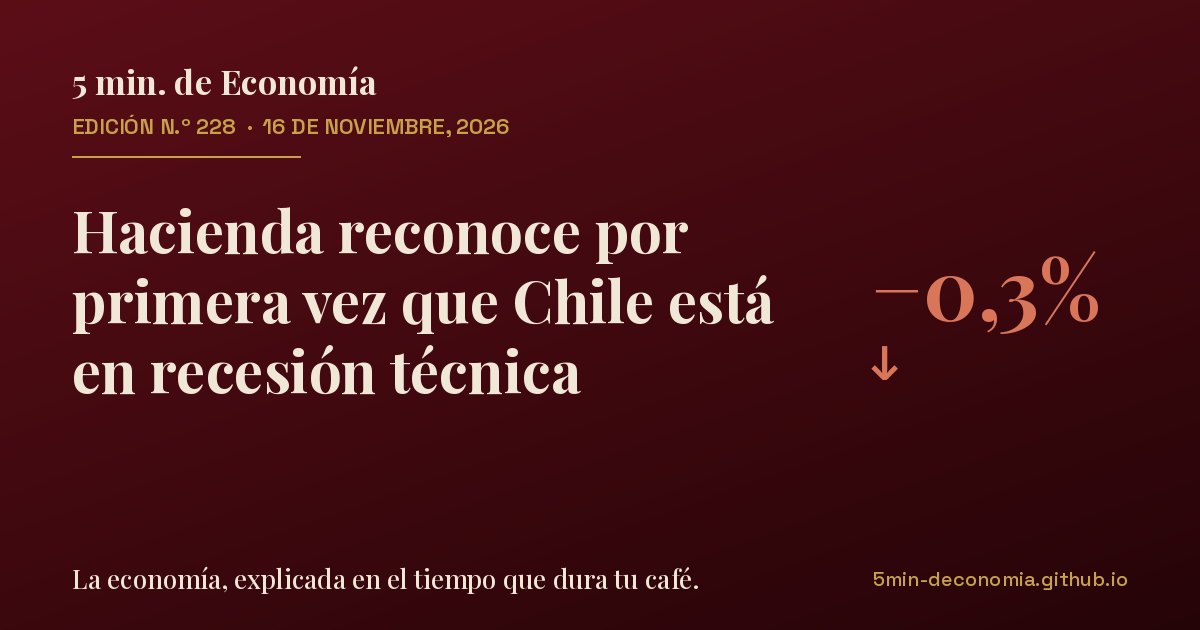 5 min. de Economía
EDICIÓN N.º 228 · 16 DE NOVIEMBRE, 2026
Hacienda reconoce por
primera vez que Chile está
en recesión técnica
−0,3%
↓
La economía, explicada en el tiempo que dura tu café.
5min-deconomia.github.io